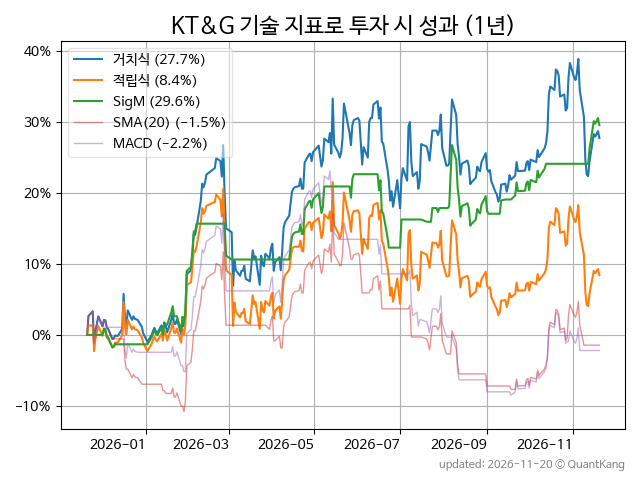 KT&G 기술 지표로 투자 시 성과 (1년)
40%
30%
20%
10%
0%
−10%
거치식 (27.7%)
적립식 (8.4%)
SigM (29.6%)
SMA(20) (−1.5%)
MACD (−2.2%)
2026-01 2026-03 2026-05 2026-07 2026-09 2026-11
updated: 2026-11-20 © QuantKang